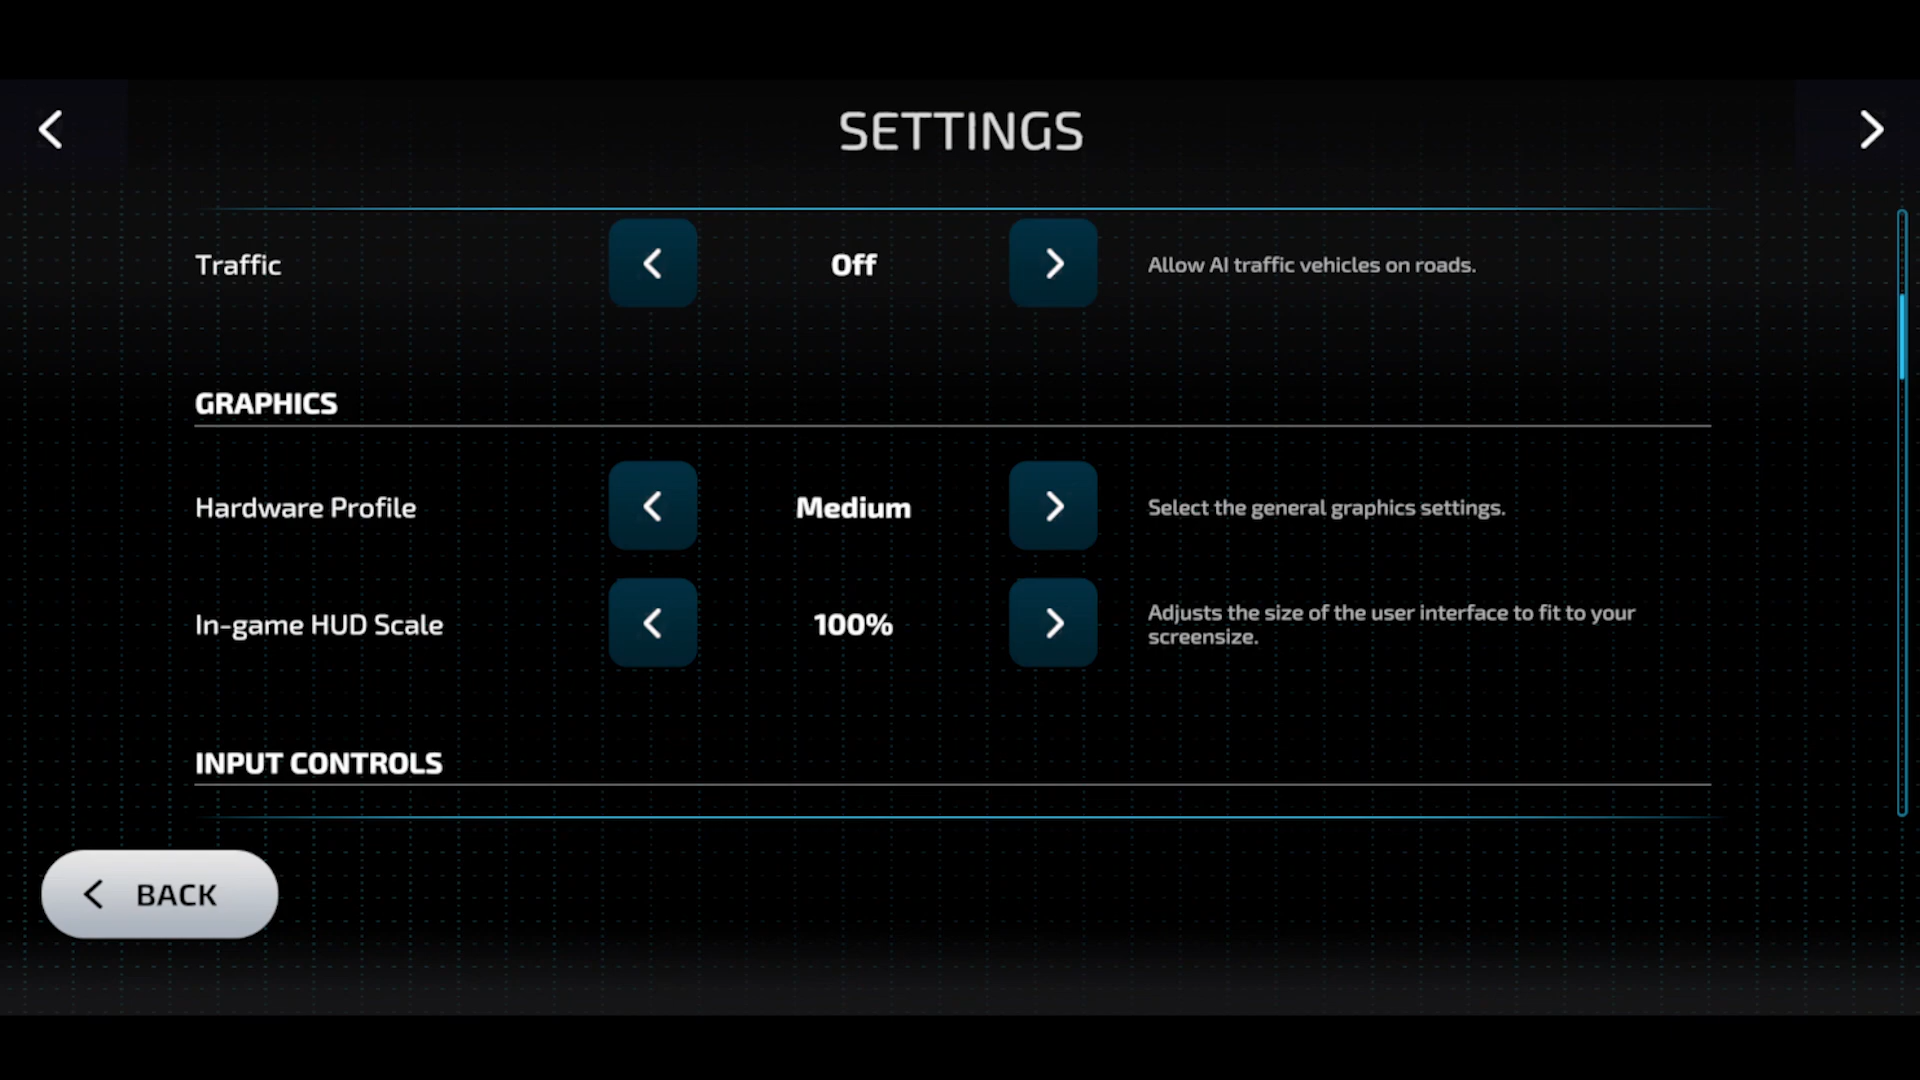 SETTINGS
Traffic
Off
Allow AI traffic vehicles on roads.
GRAPHICS
Hardware Profile
Medium
Select the general graphics settings.
In-game HUD Scale
100%
Adjusts the size of the user interface to fit to your
screensize.
INPUT CONTROLS
BACK